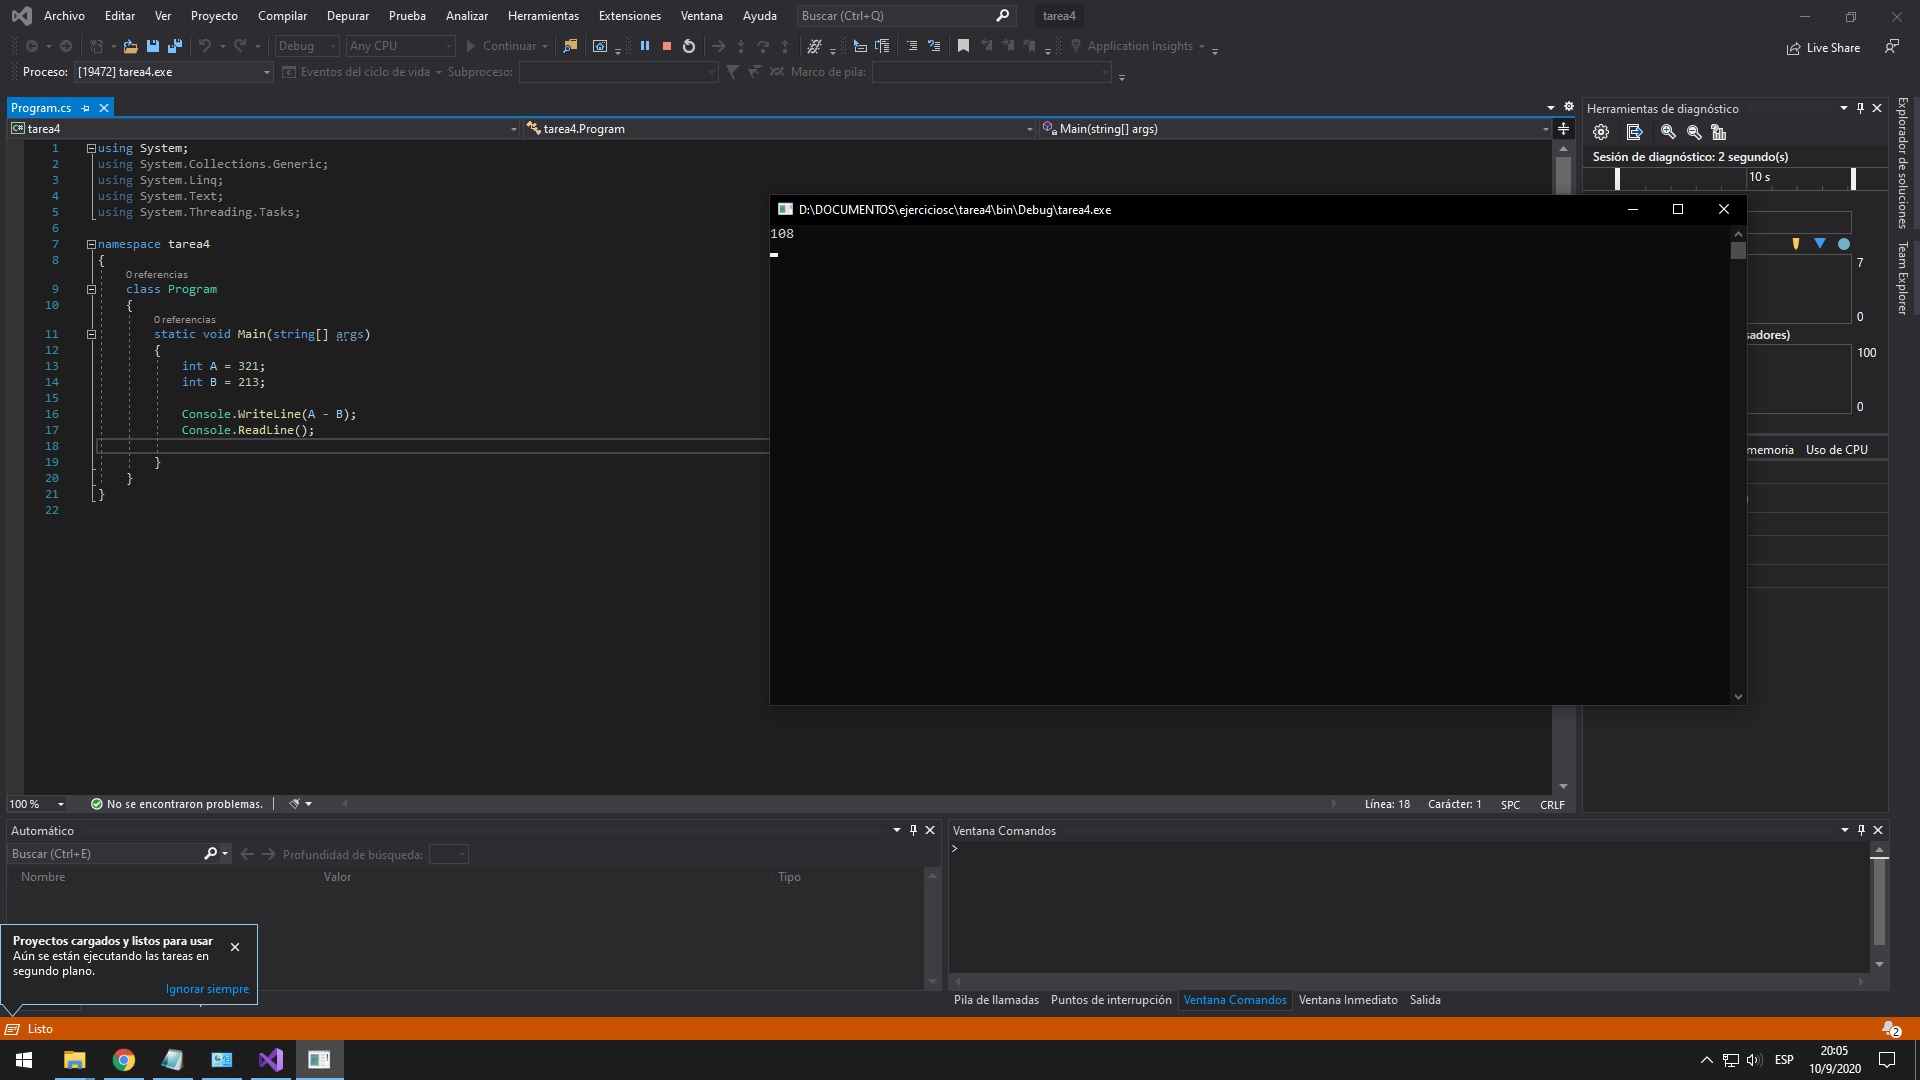 Archivo Editar Ver Proyecto Compilar Depurar Prueba Analizar Herramientas Extensiones Ventana Ayuda Buscar (Ctrl+Q) tarea4
Debug Any CPU Continuar Application Insights Live Share
Proceso: [19472] tarea4.exe Eventos del ciclo de vida Subproceso: Marco de pila:
Program.cs
C# tarea4 tarea4.Program Main(string[] args)
1 using System;
2 using System.Collections.Generic;
3 using System.Linq;
4 using System.Text;
5 using System.Threading.Tasks;
6
7 namespace tarea4
8 {
0 referencias
9 class Program
10 {
0 referencias
11 static void Main(string[] args)
12 {
13 int A = 321;
14 int B = 213;
15
16 Console.WriteLine(A - B);
17 Console.ReadLine();
18
19 }
20 }
21 }
22
D:\DOCUMENTOS\ejerciciosc\tarea4\bin\Debug\tarea4.exe
108
Herramientas de diagnóstico
Sesión de diagnóstico: 2 segundo(s)
10 s
7
0
sadores)
100
0
memoria Uso de CPU
Explorador de soluciones
Team Explorer
100 % No se encontraron problemas. Línea: 18 Carácter: 1 SPC CRLF
Automático
Buscar (Ctrl+E) Profundidad de búsqueda:
Nombre Valor Tipo
Ventana Comandos
>
Proyectos cargados y listos para usar
Aún se están ejecutando las tareas en
segundo plano.
Ignorar siempre
Pila de llamadas Puntos de interrupción Ventana Comandos Ventana Inmediato Salida
Listo
2
ESP
20:05
10/9/2020